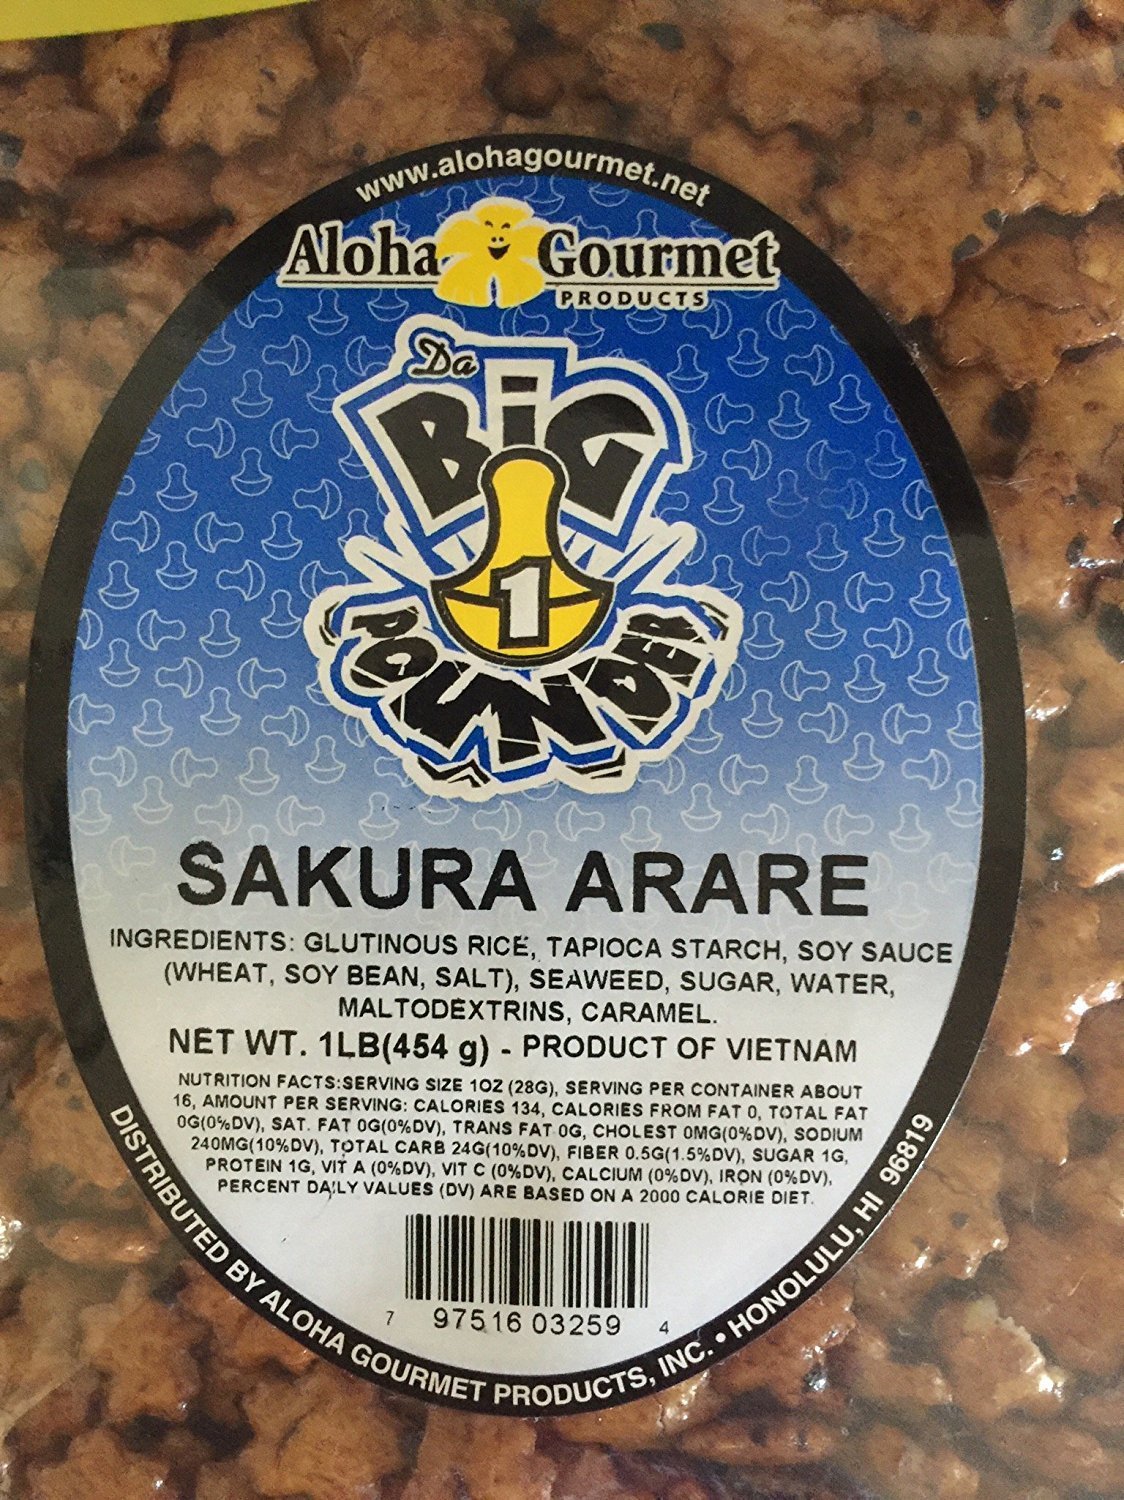 www.alohagourmet.net
Aloha Gourmet
PRODUCTS
Da
BiG
1
POUNDER
SAKURA ARARE
INGREDIENTS: GLUTINOUS RICE, TAPIOCA STARCH, SOY SAUCE
(WHEAT, SOY BEAN, SALT), SEAWEED, SUGAR, WATER,
MALTODEXTRINS, CARAMEL.
NET WT. 1LB(454 g) - PRODUCT OF VIETNAM
NUTRITION FACTS:SERVING SIZE 1OZ (28G), SERVING PER CONTAINER ABOUT
16, AMOUNT PER SERVING: CALORIES 134, CALORIES FROM FAT 0, TOTAL FAT
0G(0%DV), SAT. FAT 0G(0%DV), TRANS FAT 0G, CHOLEST 0MG(0%DV), SODIUM
240MG(10%DV), TOTAL CARB 24G(10%DV), FIBER 0.5G(1.5%DV), SUGAR 1G,
PROTEIN 1G, VIT A (0%DV), VIT C (0%DV), CALCIUM (0%DV), IRON (0%DV),
PERCENT DAILY VALUES (DV) ARE BASED ON A 2000 CALORIE DIET.
7 97516 03259 4
DISTRIBUTED BY ALOHA GOURMET PRODUCTS, INC. • HONOLULU, HI 96819